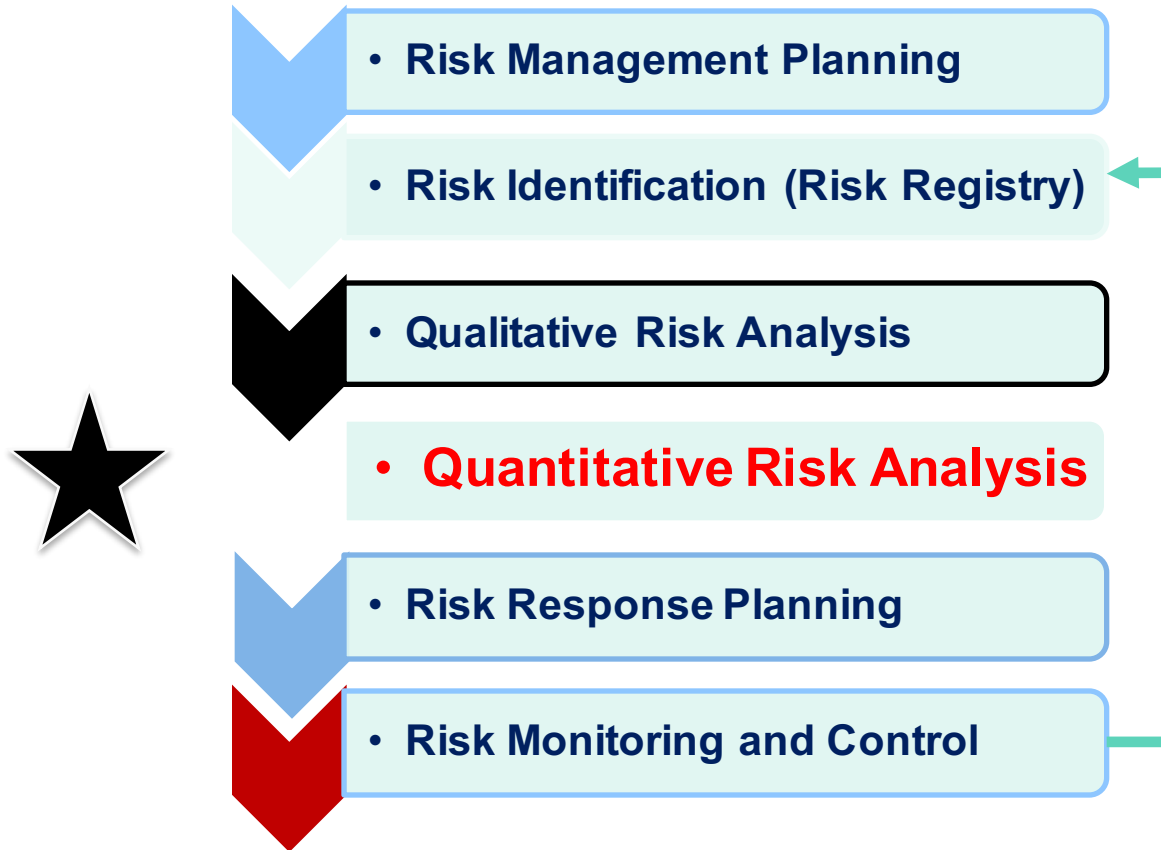 • Risk Management Planning
• Risk Identification (Risk Registry)
• Qualitative Risk Analysis
• Quantitative Risk Analysis
• Risk Response Planning
• Risk Monitoring and Control